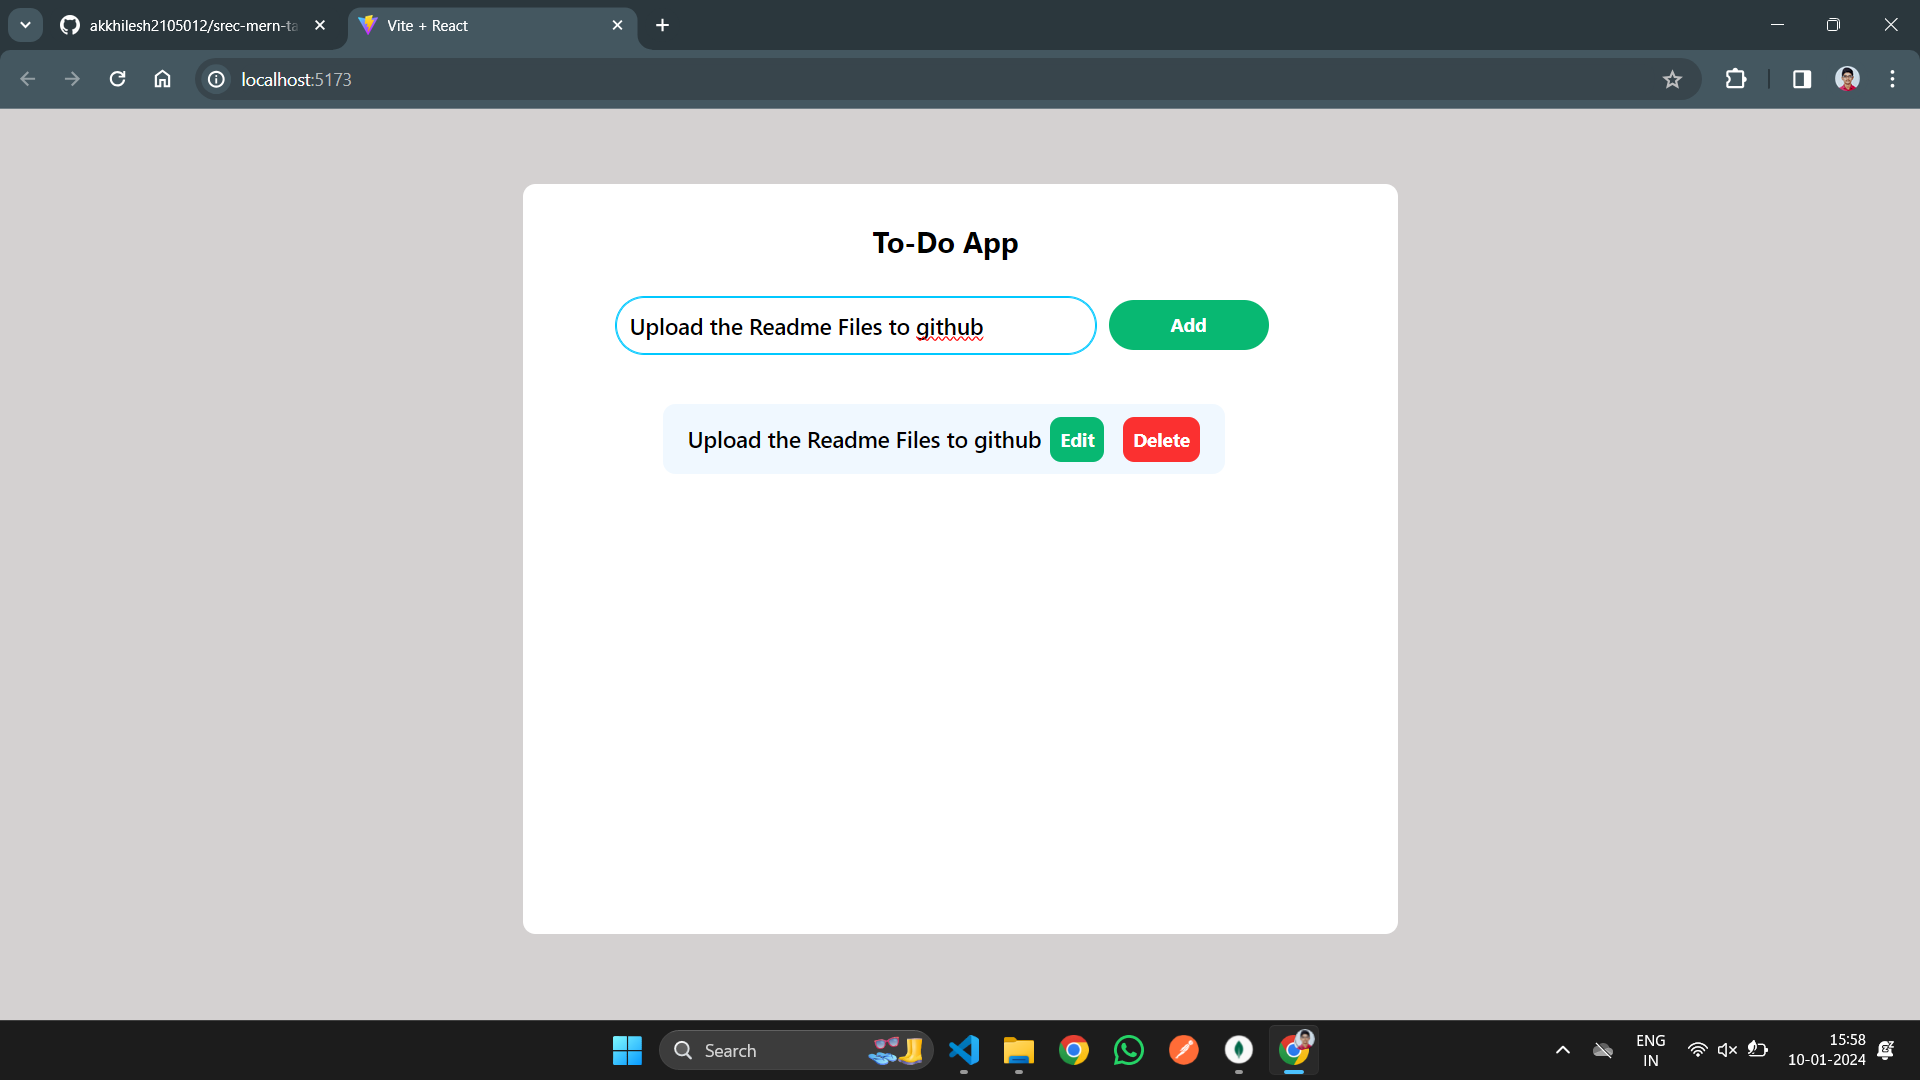 akkhilesh2105012/srec-mern-ta
Vite + React
localhost:5173
To-Do App
Upload the Readme Files to github
Add
Upload the Readme Files to github
Edit
Delete
Search
ENG
IN
15:58
10-01-2024